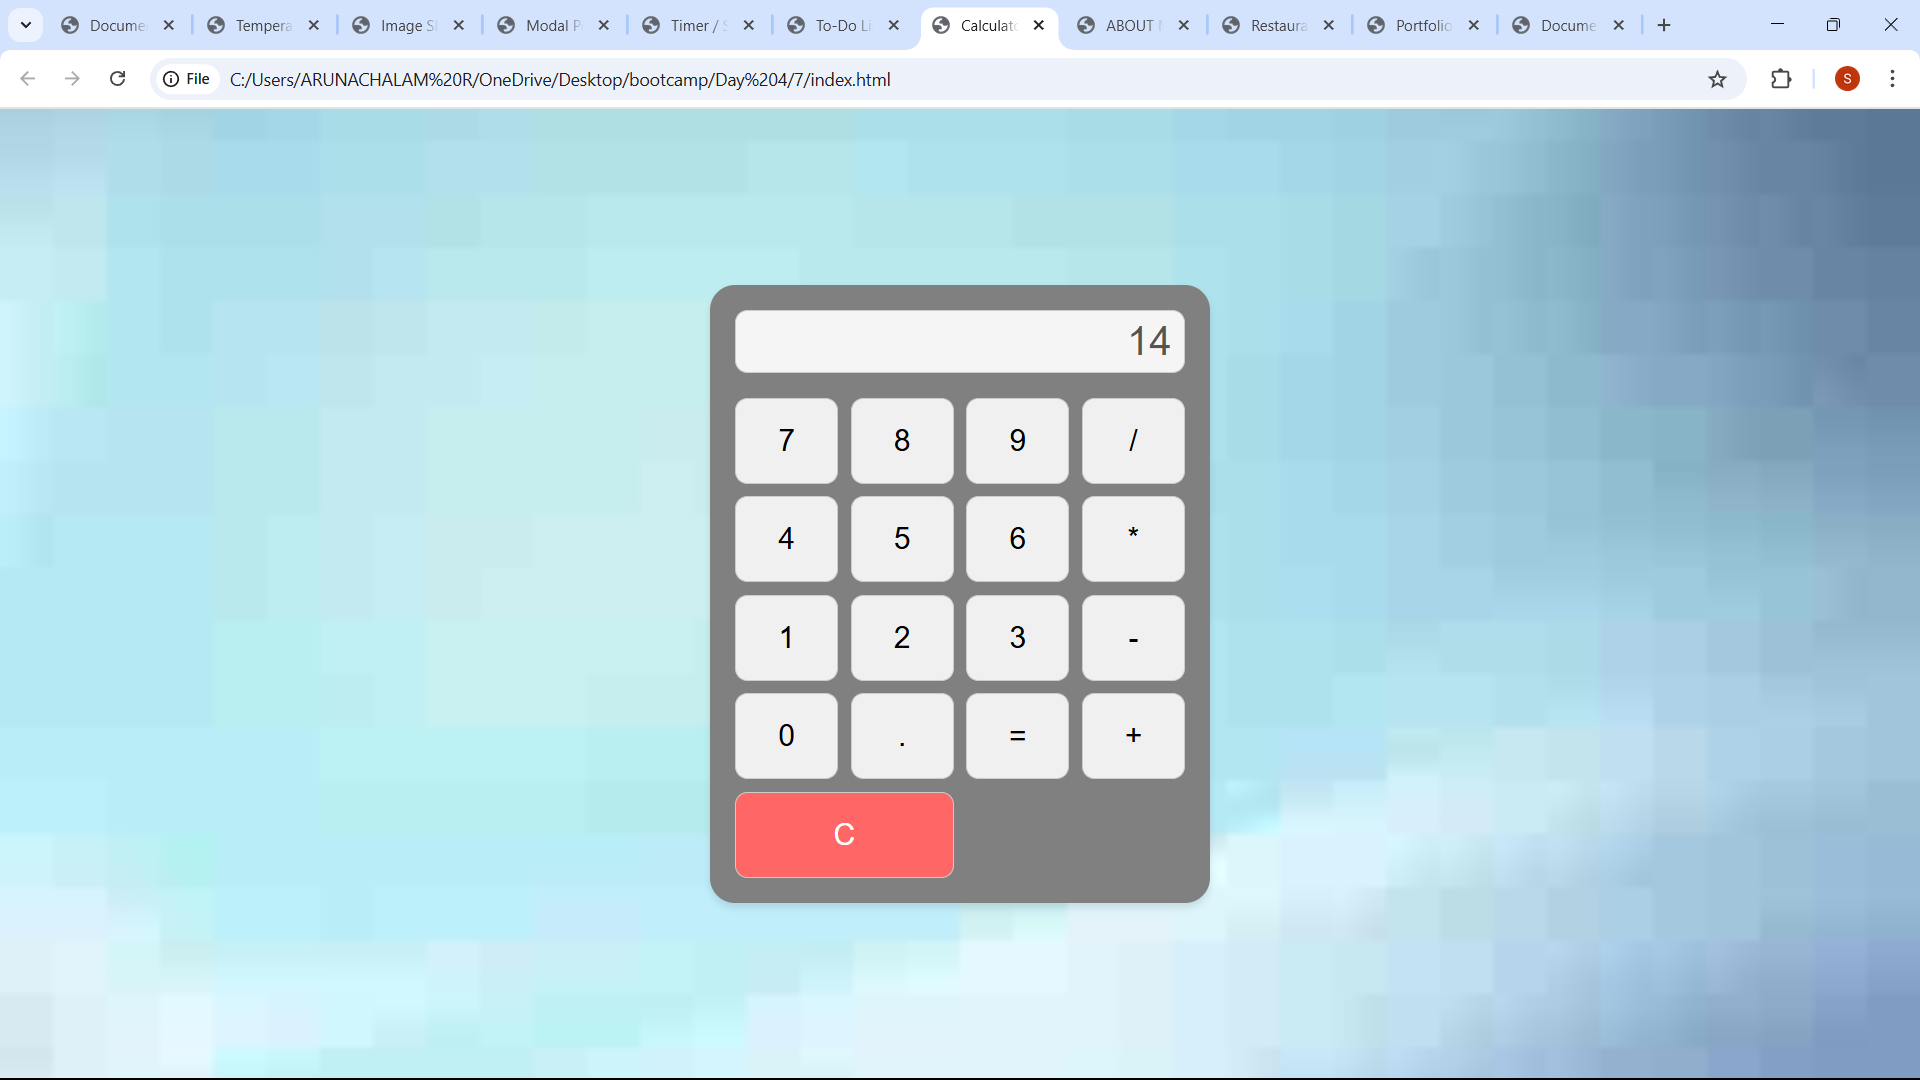 Docume
Tempera
Image S
Modal P
Timer / S
To-Do Li
Calculato
ABOUT
Restaura
Portfolio
Docume
File
C:/Users/ARUNACHALAM%20R/OneDrive/Desktop/bootcamp/Day%204/7/index.html
S
14
7 8 9 /
4 5 6 *
1 2 3 -
0 . = +
C